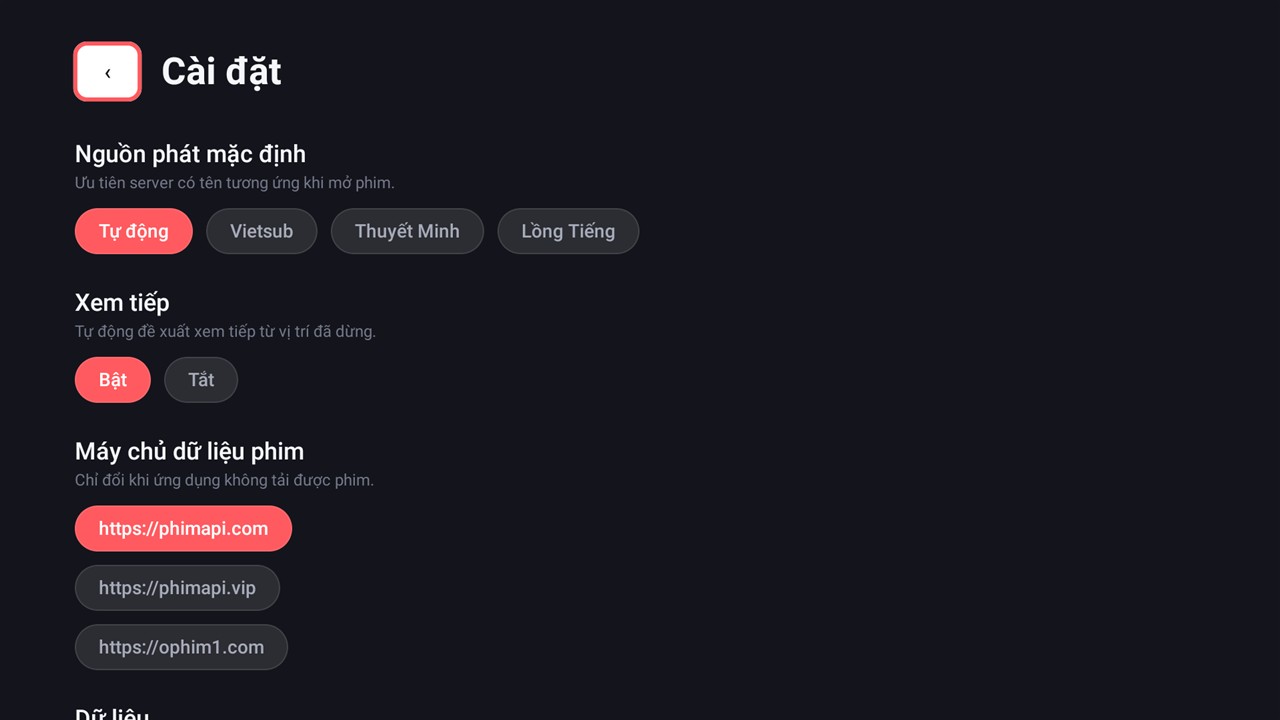 ‹
Cài đặt
Nguồn phát mặc định
Ưu tiên server có tên tương ứng khi mở phim.
Tự động Vietsub Thuyết Minh Lồng Tiếng
Xem tiếp
Tự động đề xuất xem tiếp từ vị trí đã dừng.
Bật Tắt
Máy chủ dữ liệu phim
Chỉ đổi khi ứng dụng không tải được phim.
https://phimapi.com
https://phimapi.vip
https://ophim1.com
Dữ liệu